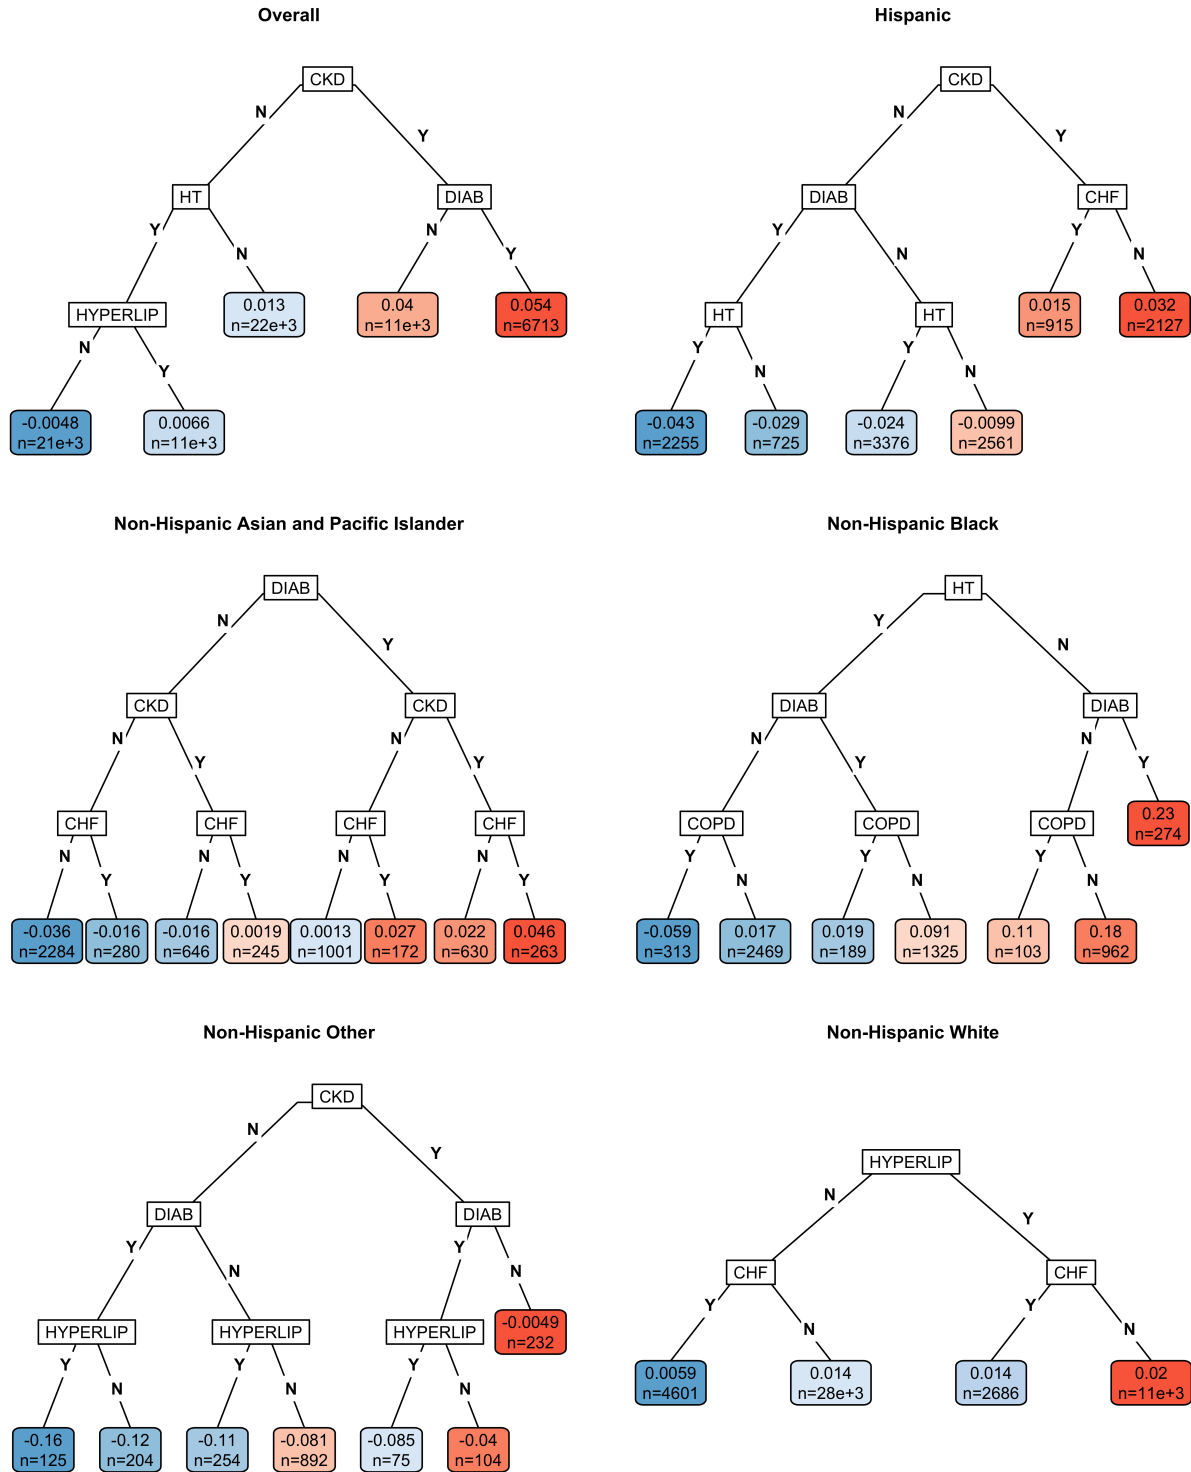 Overall
CKD
N
Y
HT
DIAB
Y
N
N
Y
HYPERLIP
0.013
n=22e+3
0.04
n=11e+3
0.054
n=6713
N
Y
-0.0048
n=21e+3
0.0066
n=11e+3
Hispanic
CKD
N
Y
DIAB
CHF
Y
N
Y
N
HT
HT
0.015
n=915
0.032
n=2127
Y
N
Y
N
-0.043
n=2255
-0.029
n=725
-0.024
n=3376
-0.0099
n=2561
Non-Hispanic Asian and Pacific Islander
DIAB
N
Y
CKD
CKD
N
Y
N
Y
CHF
CHF
CHF
CHF
N
Y
N
Y
N
Y
N
Y
-0.036
n=2284
-0.016
n=280
-0.016
n=646
0.0019
n=245
0.0013
n=1001
0.027
n=172
0.022
n=630
0.046
n=263
Non-Hispanic Black
HT
Y
N
DIAB
DIAB
N
Y
N
Y
COPD
COPD
COPD
0.23
n=274
Y
N
Y
N
Y
N
-0.059
n=313
0.017
n=2469
0.019
n=189
0.091
n=1325
0.11
n=103
0.18
n=962
Non-Hispanic Other
CKD
N
Y
DIAB
DIAB
Y
N
Y
N
HYPERLIP
HYPERLIP
HYPERLIP
-0.0049
n=232
Y
N
Y
N
Y
N
-0.16
n=125
-0.12
n=204
-0.11
n=254
-0.081
n=892
-0.085
n=75
-0.04
n=104
Non-Hispanic White
HYPERLIP
N
Y
CHF
CHF
Y
N
Y
N
0.0059
n=4601
0.014
n=28e+3
0.014
n=2686
0.02
n=11e+3